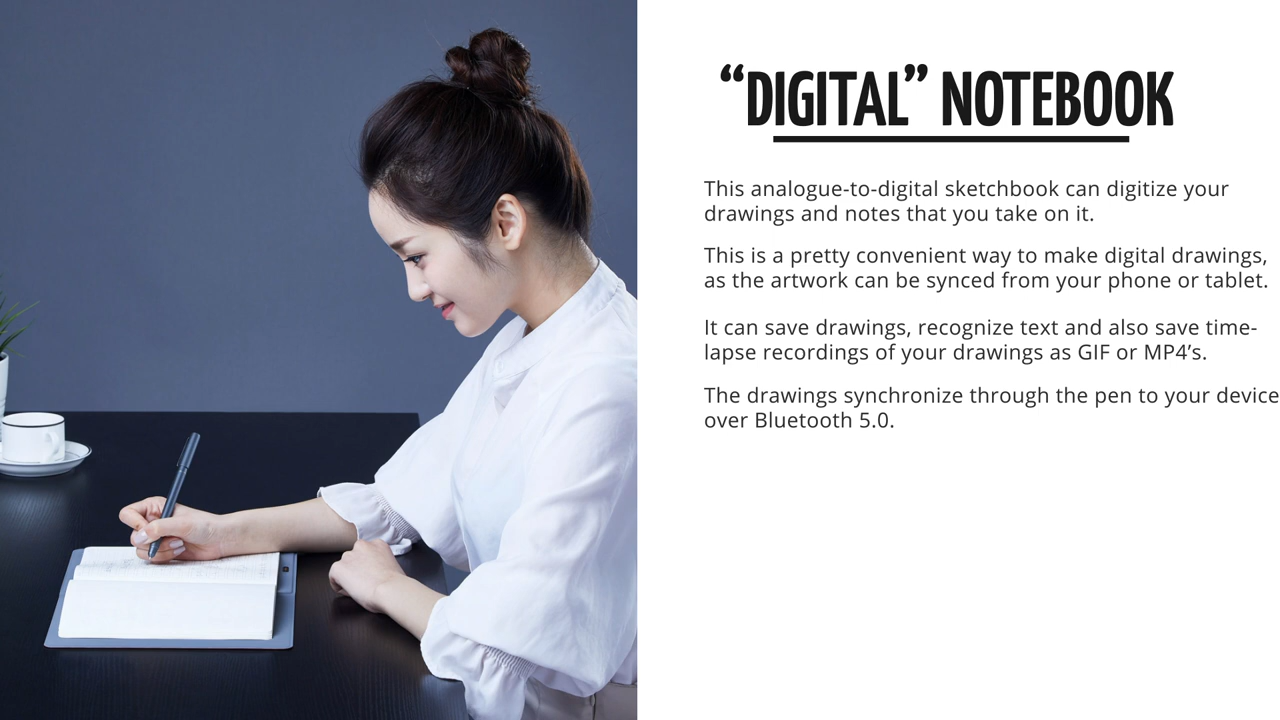 “DIGITAL” NOTEBOOK
This analogue-to-digital sketchbook can digitize your
drawings and notes that you take on it.
This is a pretty convenient way to make digital drawings,
as the artwork can be synced from your phone or tablet.
It can save drawings, recognize text and also save time-
lapse recordings of your drawings as GIF or MP4’s.
The drawings synchronize through the pen to your device
over Bluetooth 5.0.